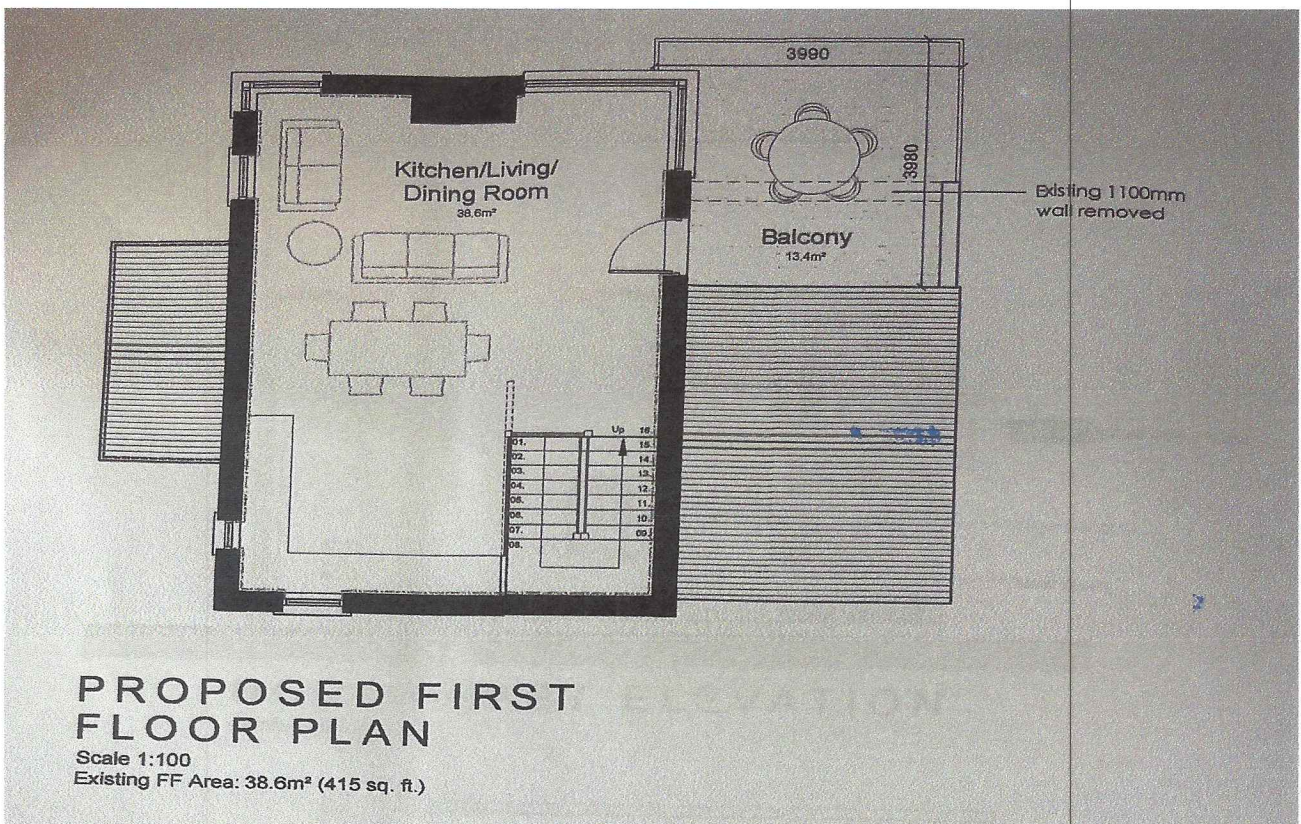 3990
3980
Kitchen/Living/
Dining Room
38.6m²
Existing 1100mm
wall removed
Balcony
13.4m²
Up
01.
02.
03.
04.
05.
06.
07.
08.
16.
15.
14.
13.
12.
11.
10.
09.
PROPOSED FIRST
FLOOR PLAN
Scale 1:100
Existing FF Area: 38.6m² (415 sq. ft.)
ELEVATION